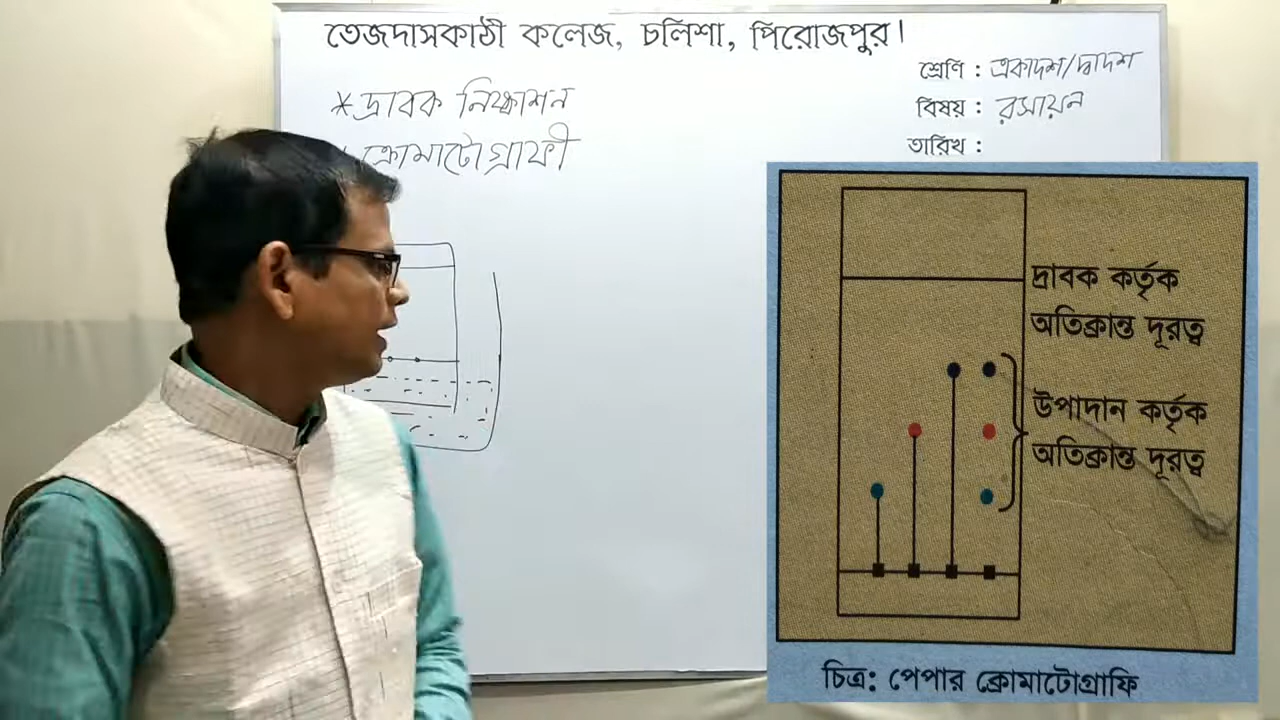 তেজদাসকাঠী কলেজ, চলিশা, পিরোজপুর।
শ্রেণি : একাদশ/দ্বাদশ
বিষয় : রসায়ন
তারিখ :
* দ্রাবক নিষ্কাশন
ক্রোমাটোগ্রাফী
দ্রাবক কর্তৃক
অতিক্রান্ত দূরত্ব
উপাদান কর্তৃক
অতিক্রান্ত দূরত্ব
চিত্র: পেপার ক্রোমাটোগ্রাফি